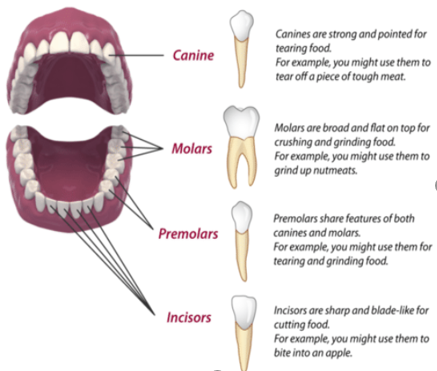 Canine
Canines are strong and pointed for
tearing food.
For example, you might use them to
tear off a piece of tough meat.
Molars
Molars are broad and flat on top for
crushing and grinding food.
For example, you might use them to
grind up nutmeats.
Premolars
Premolars share features of both
canines and molars.
For example, you might use them for
tearing and grinding food.
Incisors
Incisors are sharp and blade-like for
cutting food.
For example, you might use them to
bite into an apple.